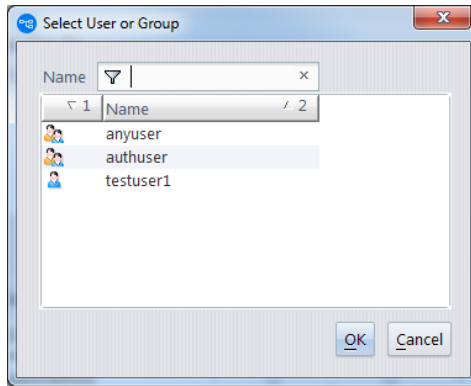 Select User or Group
Name
1 Name 2
anyuser
authuser
testuser1
OK Cancel